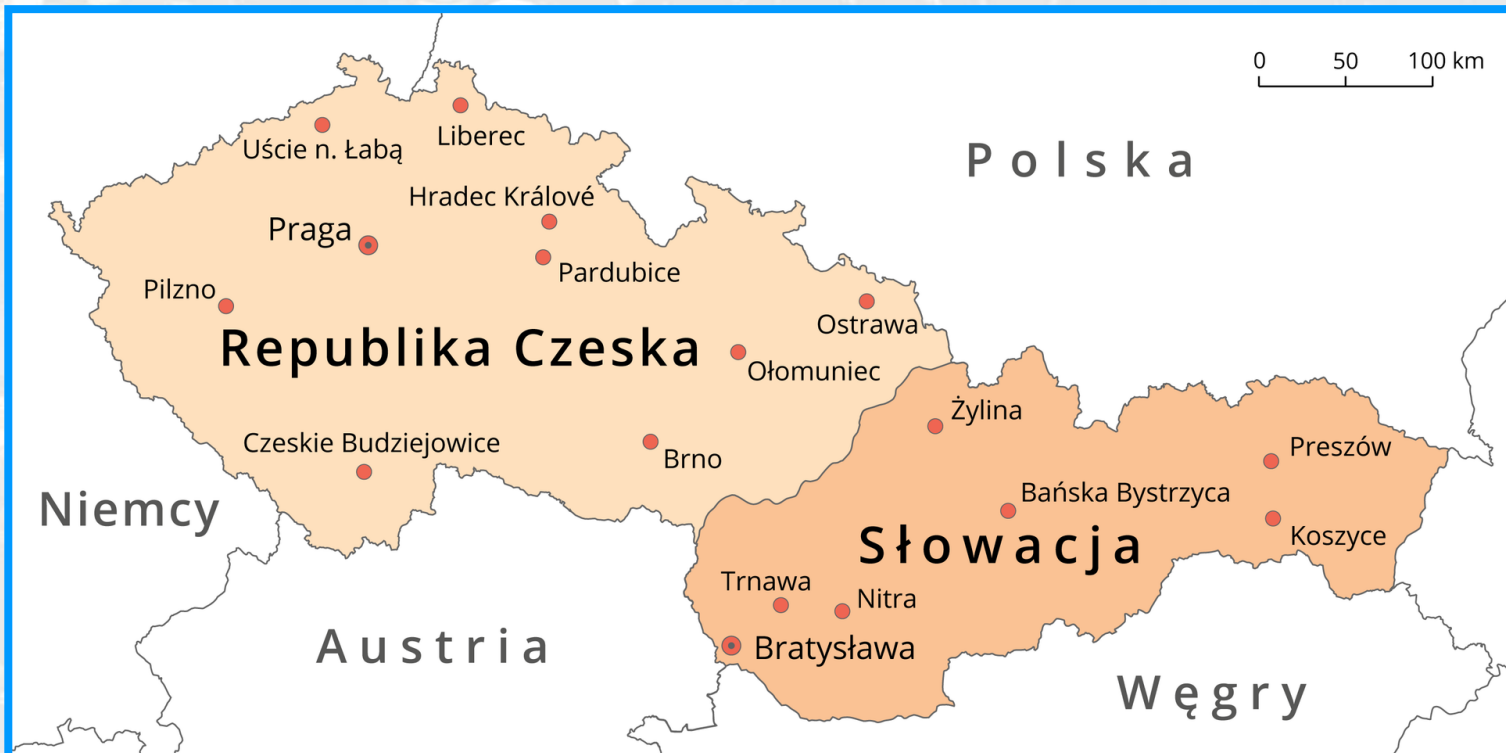 0 50 100 km
Polska
Liberec
Uście n. Łabą
Hradec Králové
Praga
Pardubice
Pilzno
Ostrawa
Republika Czeska
Ołomuniec
Żylina
Czeskie Budziejowice
Brno
Preszów
Niemcy
Bańska Bystrzyca
Słowacja
Koszyce
Trnawa
Nitra
Austria
Bratysława
Węgry